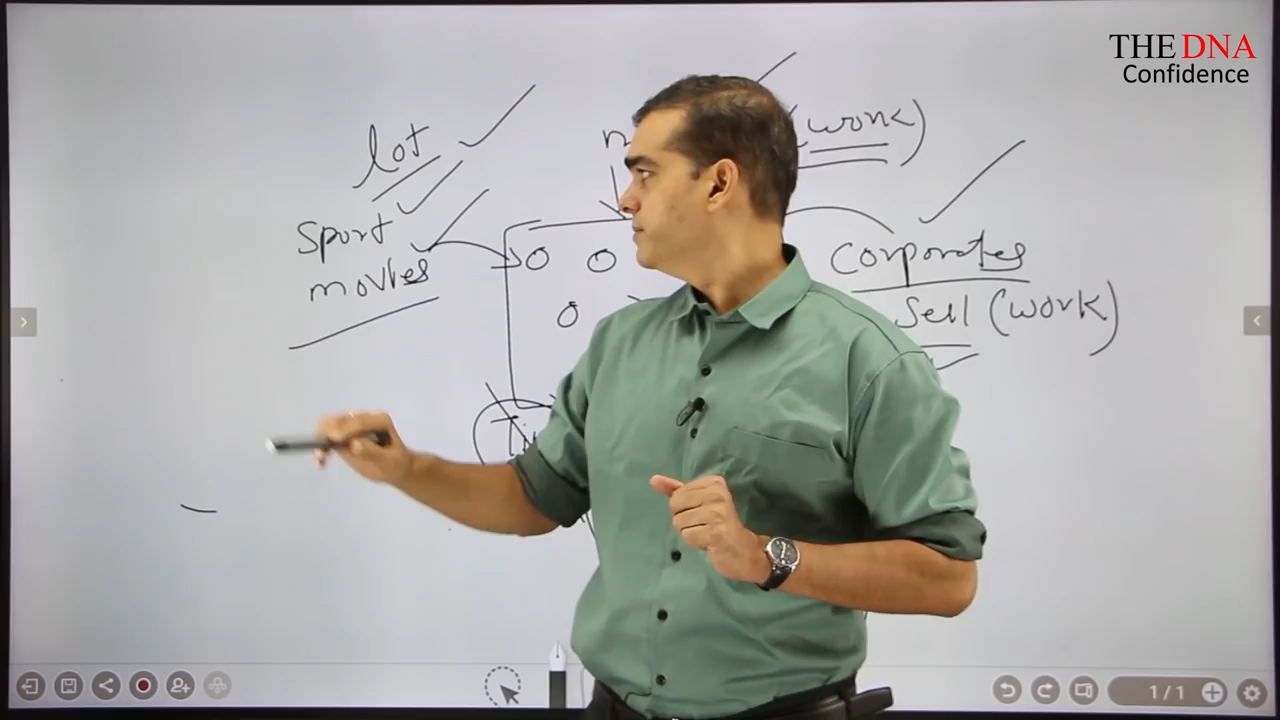 THE DNA
Confidence
lot
(work)
Sport
movies
corporates
Sell (work)
1/1